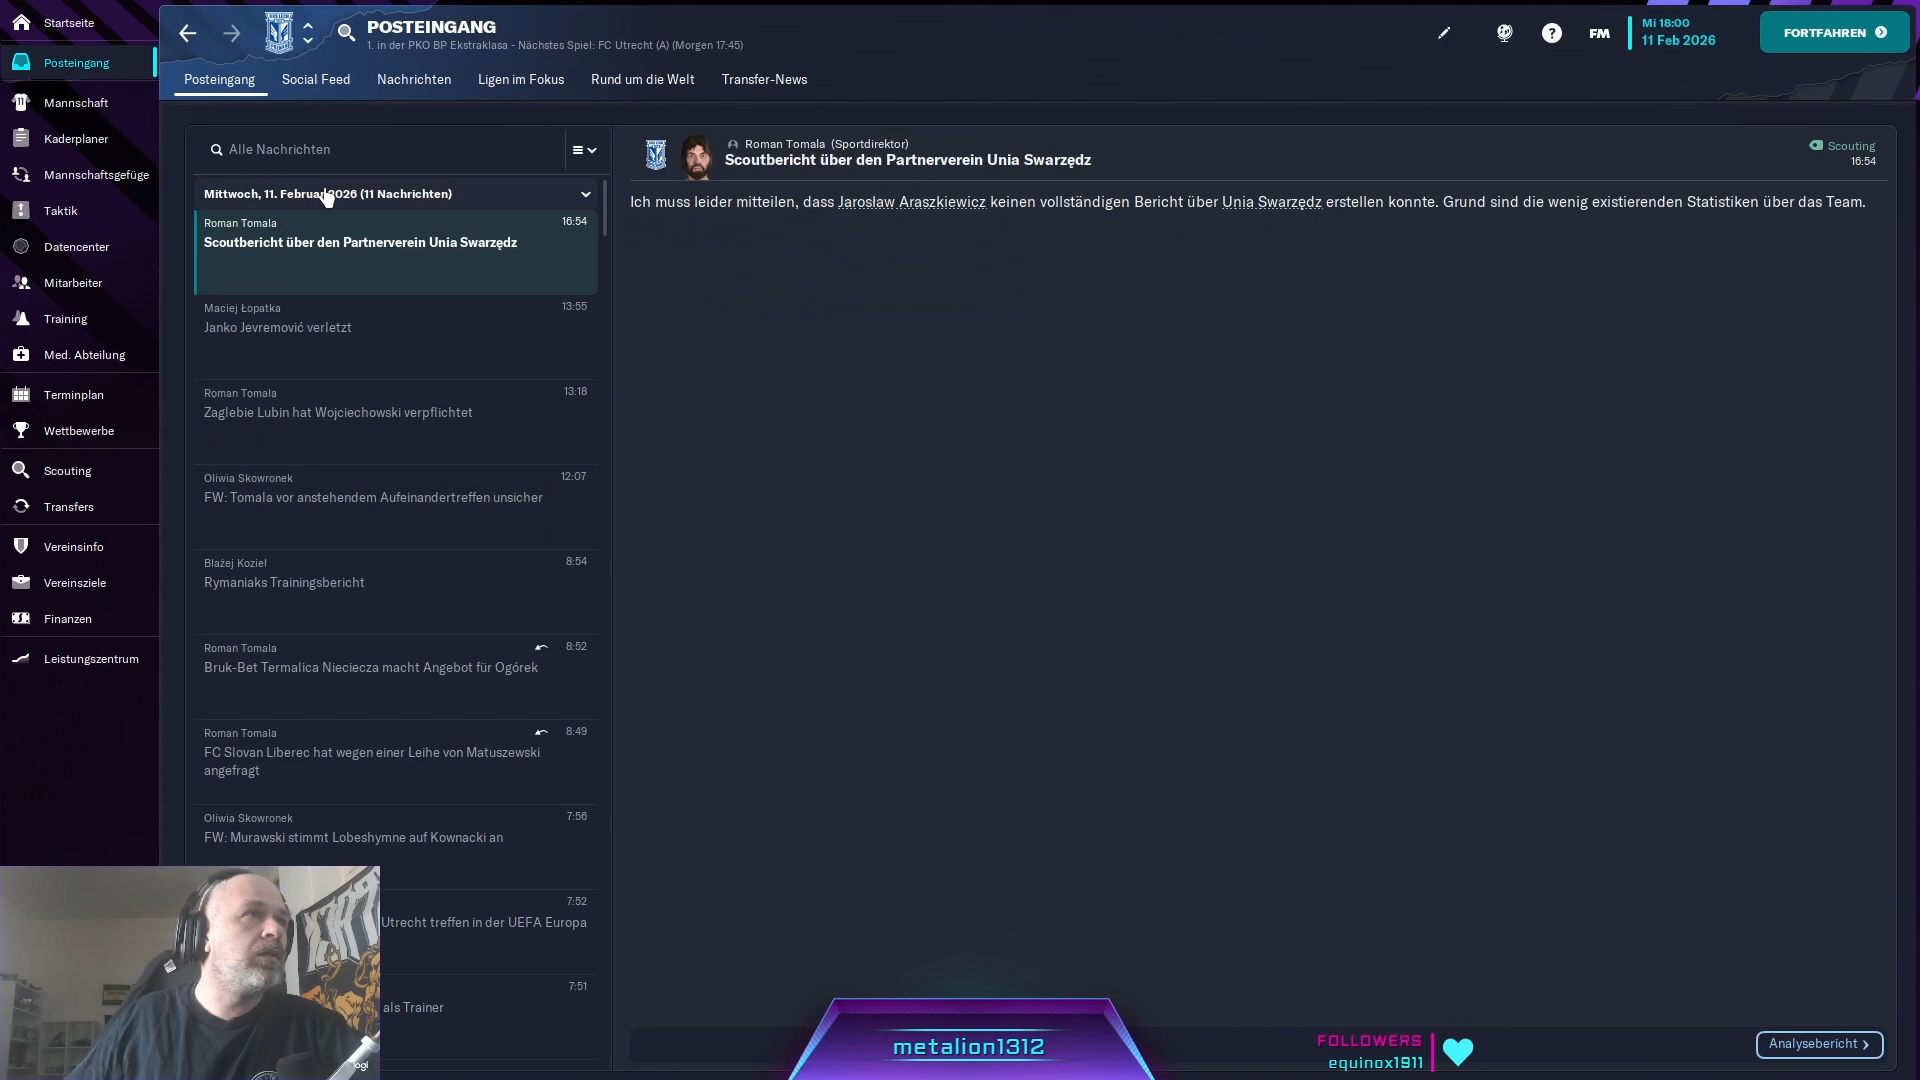 Startseite
Posteingang
Mannschaft
Kaderplaner
Mannschaftsgefüge
Taktik
Datencenter
Mitarbeiter
Training
Med. Abteilung
Terminplan
Wettbewerbe
Scouting
Transfers
Vereinsinfo
Vereinsziele
Finanzen
Leistungszentrum
POSTEINGANG
1. in der PKO BP Ekstraklasa - Nächstes Spiel: FC Utrecht (A) (Morgen 17:45)
FM
Mi 18:00
11 Feb 2026
FORTFAHREN
Posteingang
Social Feed
Nachrichten
Ligen im Fokus
Rund um die Welt
Transfer-News
Alle Nachrichten
Mittwoch, 11. Februar 2026 (11 Nachrichten)
Roman Tomala 16:54
Scoutbericht über den Partnerverein Unia Swarzędz
Maciej Łopatka 13:55
Janko Jevremović verletzt
Roman Tomala 13:18
Zaglebie Lubin hat Wojciechowski verpflichtet
Oliwia Skowronek 12:07
FW: Tomala vor anstehendem Aufeinandertreffen unsicher
Błażej Kozieł 8:54
Rymaniaks Trainingsbericht
Roman Tomala 8:52
Bruk-Bet Termalica Nieciecza macht Angebot für Ogórek
Roman Tomala 8:49
FC Slovan Liberec hat wegen einer Leihe von Matuszewski
angefragt
Oliwia Skowronek 7:56
FW: Murawski stimmt Lobeshymne auf Kownacki an
7:52
Utrecht treffen in der UEFA Europa
7:51
als Trainer
Roman Tomala (Sportdirektor)
Scoutbericht über den Partnerverein Unia Swarzędz
Scouting
16:54
Ich muss leider mitteilen, dass Jaroslaw Araszkiewicz keinen vollständigen Bericht über Unia Swarzędz erstellen konnte. Grund sind die wenig existierenden Statistiken über das Team.
logi
metalion1312
FOLLOWERS
equinox1911
Analysebericht